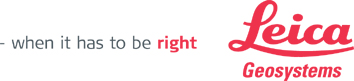 - when it has to be right
Leica
Geosystems